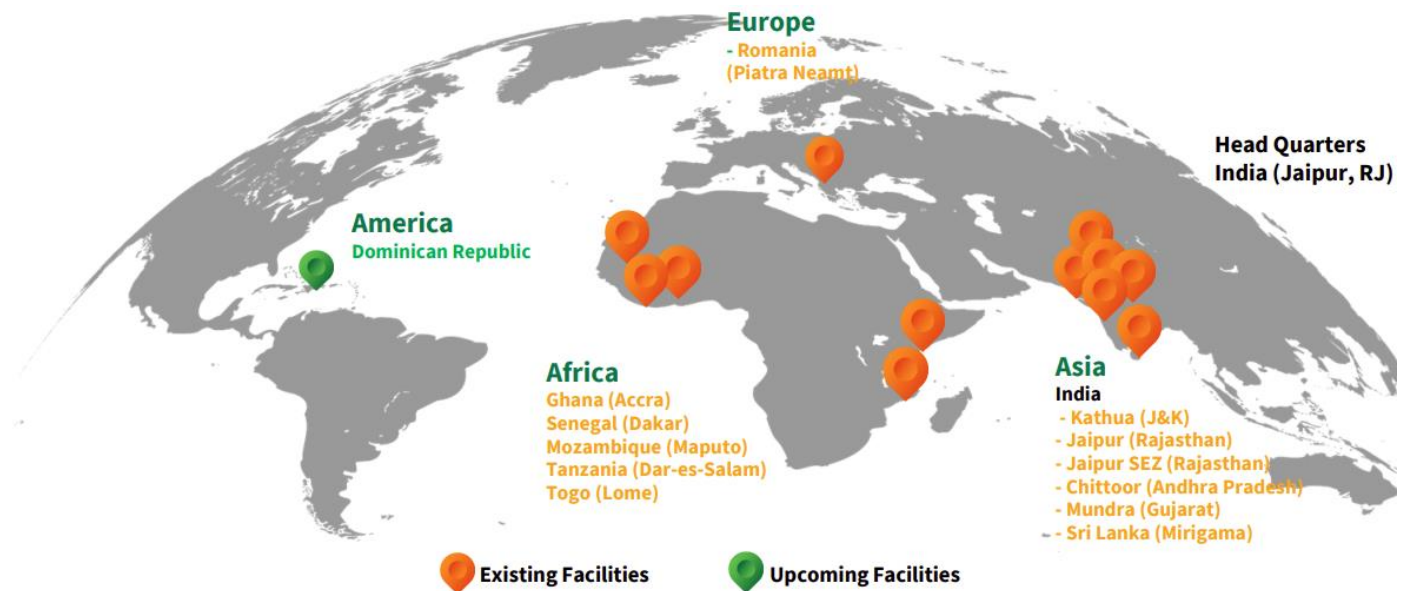 Europe
- Romania
(Piatra Neamț)
Head Quarters
India (Jaipur, RJ)
America
Dominican Republic
Africa
Ghana (Accra)
Senegal (Dakar)
Mozambique (Maputo)
Tanzania (Dar-es-Salam)
Togo (Lome)
Asia
India
- Kathua (J&K)
- Jaipur (Rajasthan)
- Jaipur SEZ (Rajasthan)
- Chittoor (Andhra Pradesh)
- Mundra (Gujarat)
- Sri Lanka (Mirigama)
Existing Facilities
Upcoming Facilities